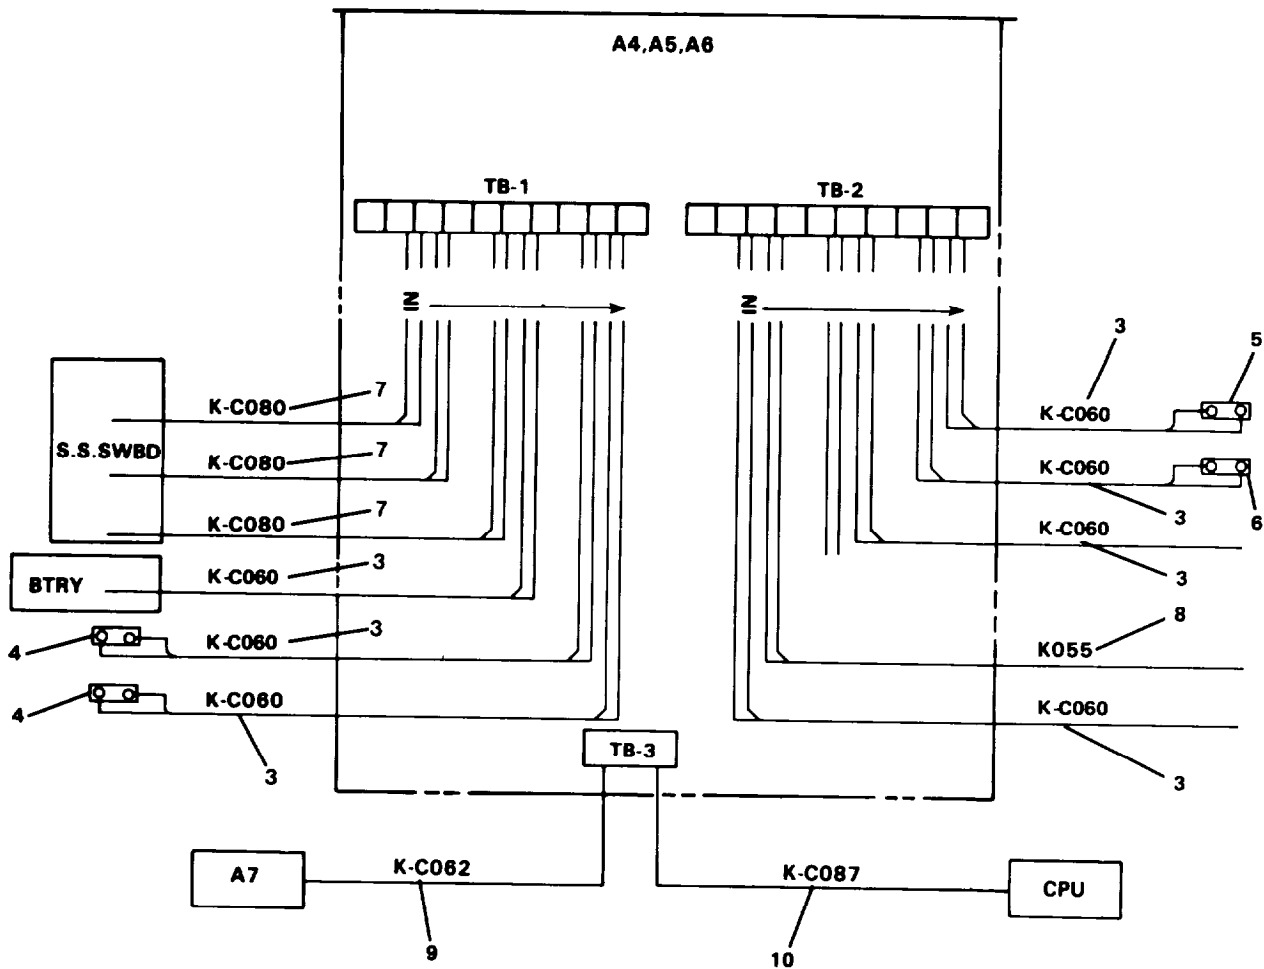 A4,A5,A6
TB-1
TB-2
IN
IN
3
5
K-C080
7
K-C060
S.S.SWBD
K-C080
7
K-C060
3
6
K-C080
7
K-C060
3
BTRY
K-C060
3
4
K-C060
3
K055
8
4
K-C060
3
K-C060
3
TB-3
A7
K-C062
9
K-C087
10
CPU